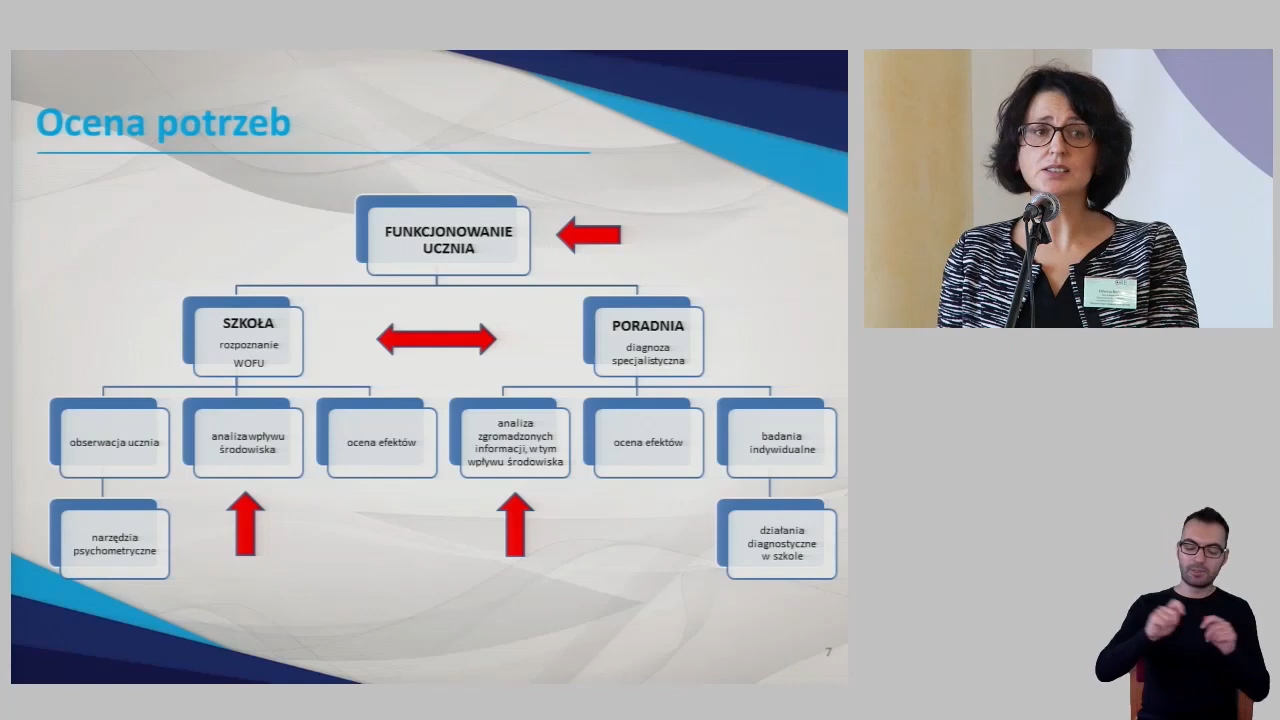 Ocena potrzeb
FUNKCJONOWANIE
UCZNIA
SZKOŁA
rozpoznanie
WOFU
PORADNIA
diagnoza
specjalistyczna
obserwacja ucznia
analiza wpływu
środowiska
ocena efektów
analiza
zgromadzonych
informacji, w tym
wpływu środowiska
ocena efektów
badania
indywidualne
narzędzia
psychometryczne
działania
diagnostyczne
w szkole
7